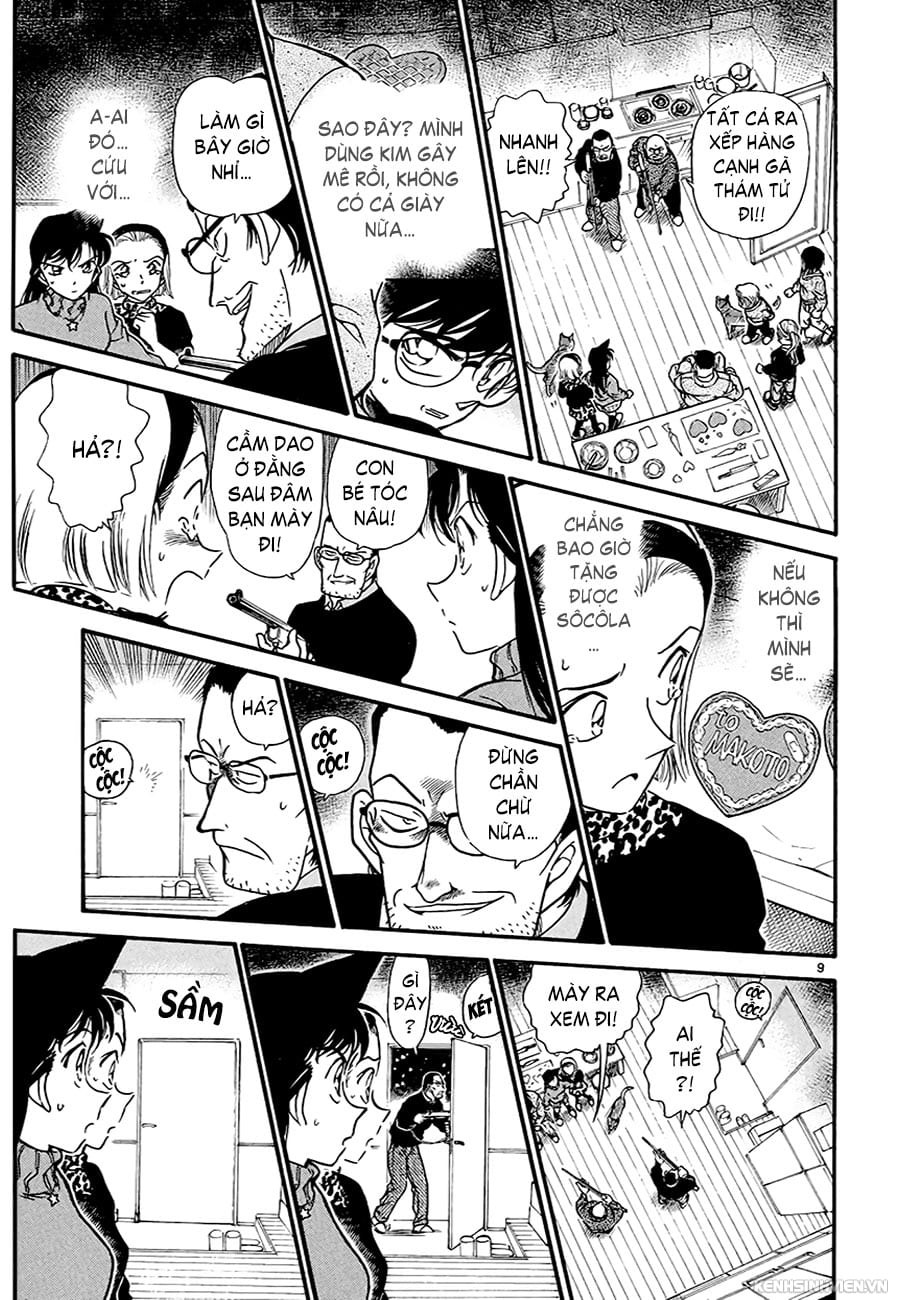 TẤT CẢ RA
XẾP HÀNG
CẠNH GÃ
THÁM TỬ
ĐI!!
NHANH
LÊN!!
SAO ĐÂY? MÌNH
DÙNG KIM GÂY
MÊ RỒI, KHÔNG
CÓ CẢ GIÀY
NỮA...
LÀM GÌ
BÂY GIỜ
NHỈ...
A-AI
ĐÓ...
CỨU
VỚI...
CON
BÉ TÓC
NÂU!
CẦM DAO
Ở ĐẰNG
SAU ĐÂM
BẠN MÀY
ĐI!
HẢ?!
NẾU
KHÔNG
THÌ
MÌNH
SẼ...
CHẲNG
BAO GIỜ
TẶNG
ĐƯỢC
SÔCÔLA
...
TO
MAKOTO
ĐỪNG
CHẦN
CHỪ
NỮA...
CỘC
CỘC!
HẢ?
CỘC
CỘC!
9
CỘC
CỘC!
AI
THẾ
?!
MÀY RA
XEM ĐI!
KÉT
GÌ
ĐÂY
?
SẦM
KENHSINHVIEN.VN